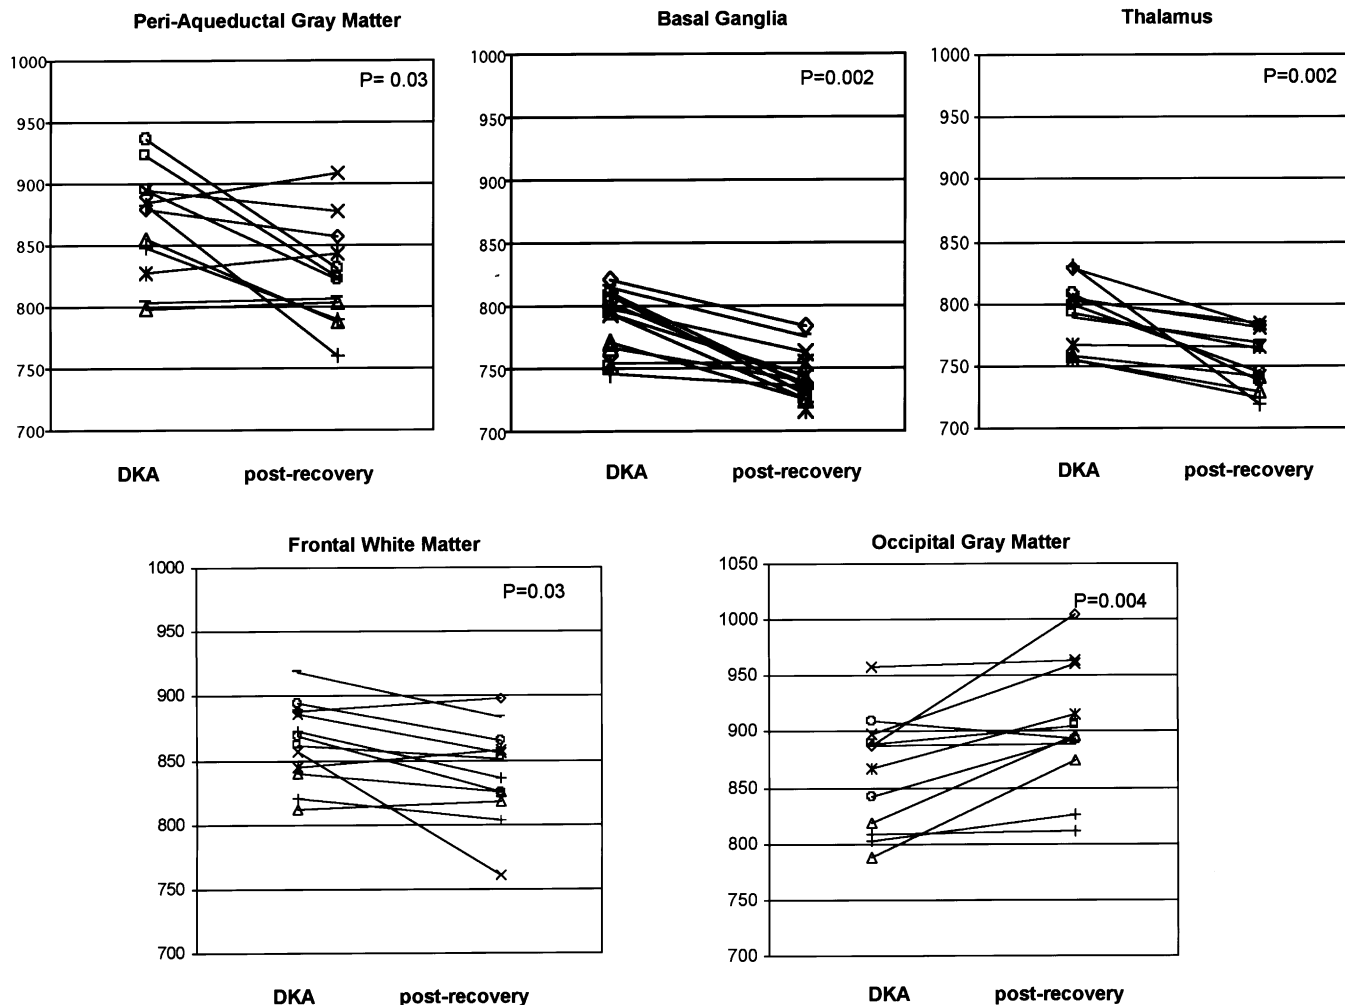 Peri-Aqueductal Gray Matter
1000
950
900
850
800
750
700
P= 0.03
DKA post-recovery
Basal Ganglia
1000
950
900
850
800
750
700
P=0.002
DKA post-recovery
Thalamus
1000
950
900
850
800
750
700
P=0.002
DKA post-recovery
Frontal White Matter
1000
950
900
850
800
750
700
P=0.03
DKA post-recovery
Occipital Gray Matter
1050
1000
950
900
850
800
750
700
P=0.004
DKA post-recovery